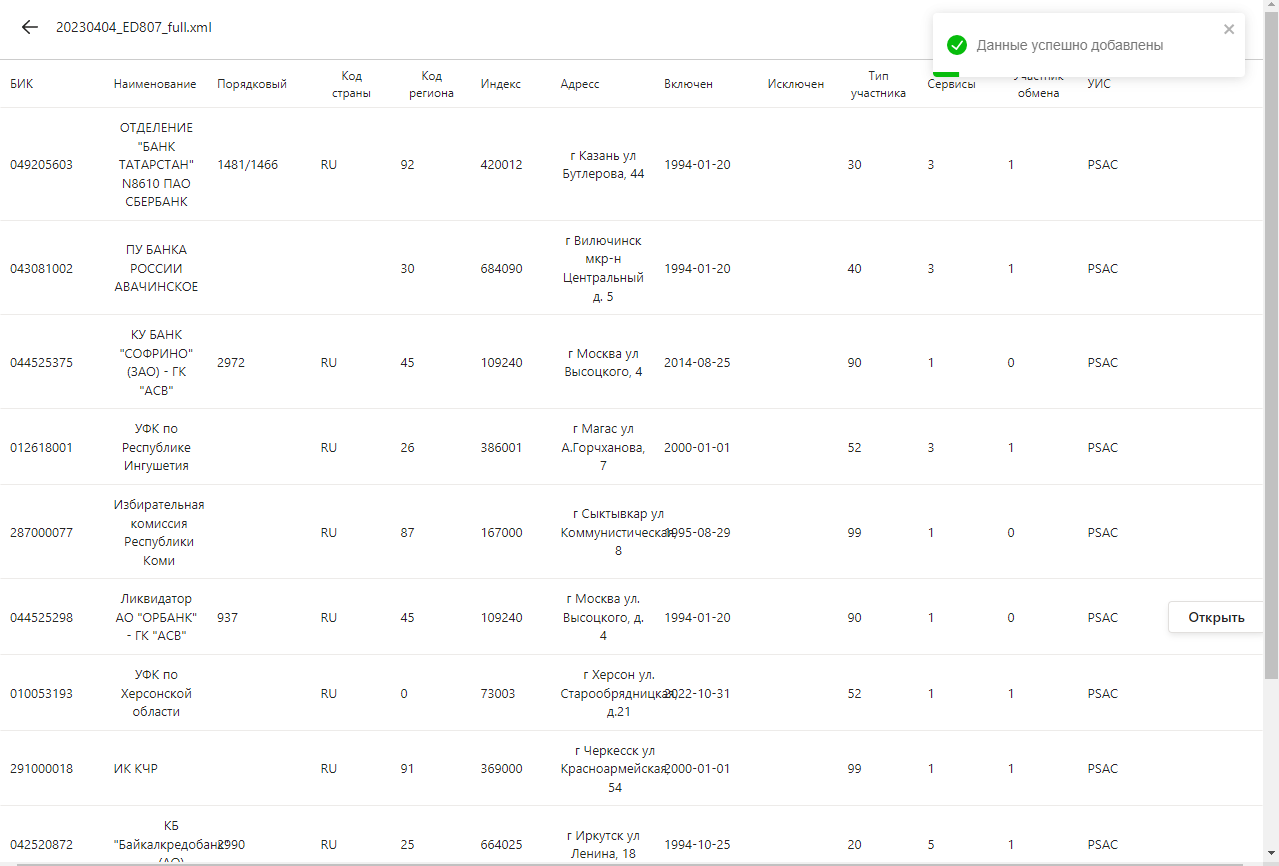 20230404_ED807_full.xml
Данные успешно добавлены
БИК Наименование Порядковый Код страны Код региона Индекс Адресс Включен Исключен Тип участника Сервисы Участник обмена УИС
049205603 ОТДЕЛЕНИЕ "БАНК ТАТАРСТАН" N8610 ПАО СБЕРБАНК 1481/1466 RU 92 420012 г Казань ул Бутлерова, 44 1994-01-20 30 3 1 PSAC
043081002 ПУ БАНКА РОССИИ АВАЧИНСКОЕ 30 684090 г Вилючинск мкр-н Центральный д. 5 1994-01-20 40 3 1 PSAC
044525375 КУ БАНК "СОФРИНО" (ЗАО) - ГК "АСВ" 2972 RU 45 109240 г Москва ул Высоцкого, 4 2014-08-25 90 1 0 PSAC
012618001 УФК по Республике Ингушетия RU 26 386001 г Магас ул А.Горчханова, 7 2000-01-01 52 3 1 PSAC
287000077 Избирательная комиссия Республики Коми RU 87 167000 г Сыктывкар ул Коммунистическая, 8 1995-08-29 99 1 0 PSAC
044525298 Ликвидатор АО "ОРБАНК" - ГК "АСВ" 937 RU 45 109240 г Москва ул. Высоцкого, д. 4 1994-01-20 90 1 0 PSAC Открыть
010053193 УФК по Херсонской области RU 0 73003 г Херсон ул. Старообрядницкая, д.21 2022-10-31 52 1 1 PSAC
291000018 ИК КЧР RU 91 369000 г Черкесск ул Красноармейская, 54 2000-01-01 99 1 1 PSAC
042520872 КБ "Байкалкредобанк" (АО) 2990 RU 25 664025 г Иркутск ул Ленина, 18 1994-10-25 20 5 1 PSAC